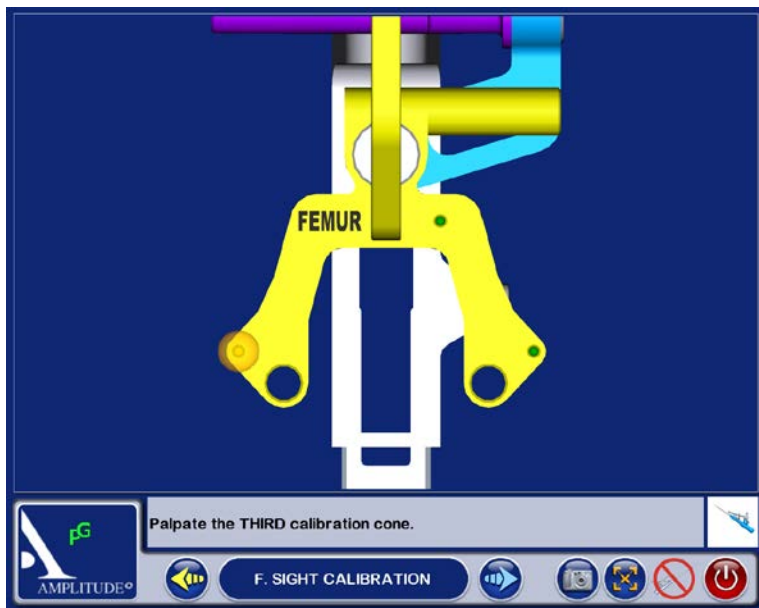 FEMUR
Palpate the THIRD calibration cone.
pG
AMPLITUDE
F. SIGHT CALIBRATION